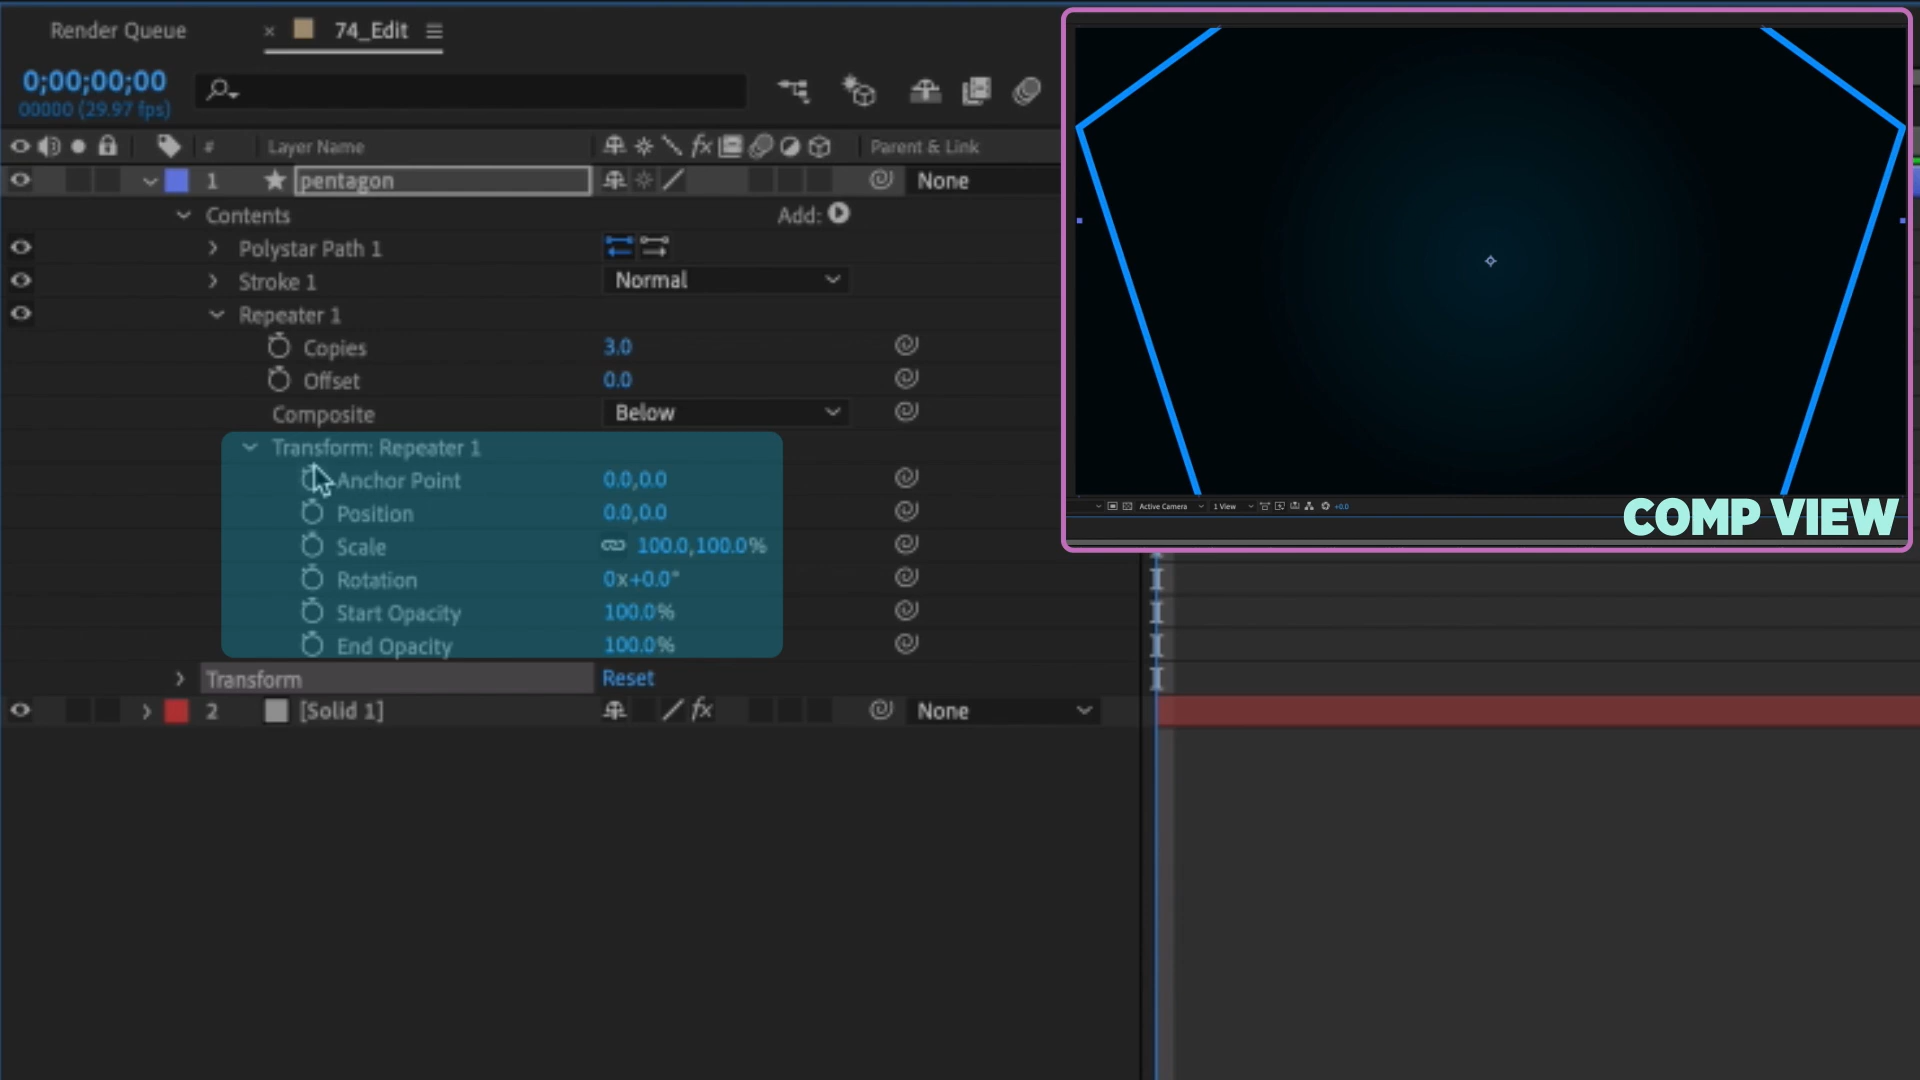 Render Queue
× 74_Edit
0;00;00;00
00000 (29.97 fps)
# Layer Name Parent & Link
1 pentagon None
Contents Add:
Polystar Path 1
Stroke 1 Normal
Repeater 1
Copies 3.0
Offset 0.0
Composite Below
Transform: Repeater 1
Anchor Point 0.0,0.0
Position 0.0,0.0
Scale 100.0,100.0%
Rotation 0x+0.0°
Start Opacity 100.0%
End Opacity 100.0%
Transform Reset
2 [Solid 1] fx None
Active Camera 1 View +0.0
COMP VIEW